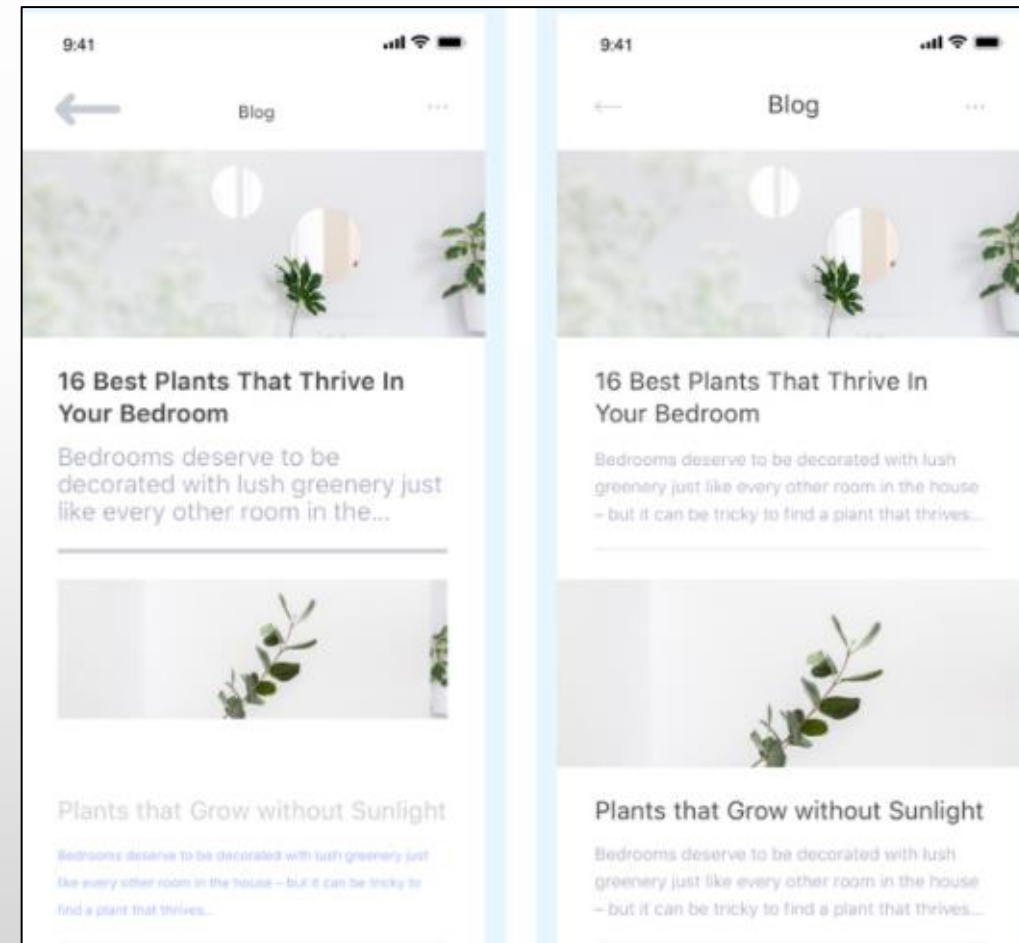 9:41
Blog
...
16 Best Plants That Thrive In
Your Bedroom
Bedrooms deserve to be
decorated with lush greenery just
like every other room in the...
Plants that Grow without Sunlight
Bedrooms deserve to be decorated with lush greenery just
like every other room in the house – but it can be tricky to
find a plant that thrives...
9:41
Blog
...
16 Best Plants That Thrive In
Your Bedroom
Bedrooms deserve to be decorated with lush
greenery just like every other room in the house
– but it can be tricky to find a plant that thrives...
Plants that Grow without Sunlight
Bedrooms deserve to be decorated with lush
greenery just like every other room in the house
– but it can be tricky to find a plant that thrives...